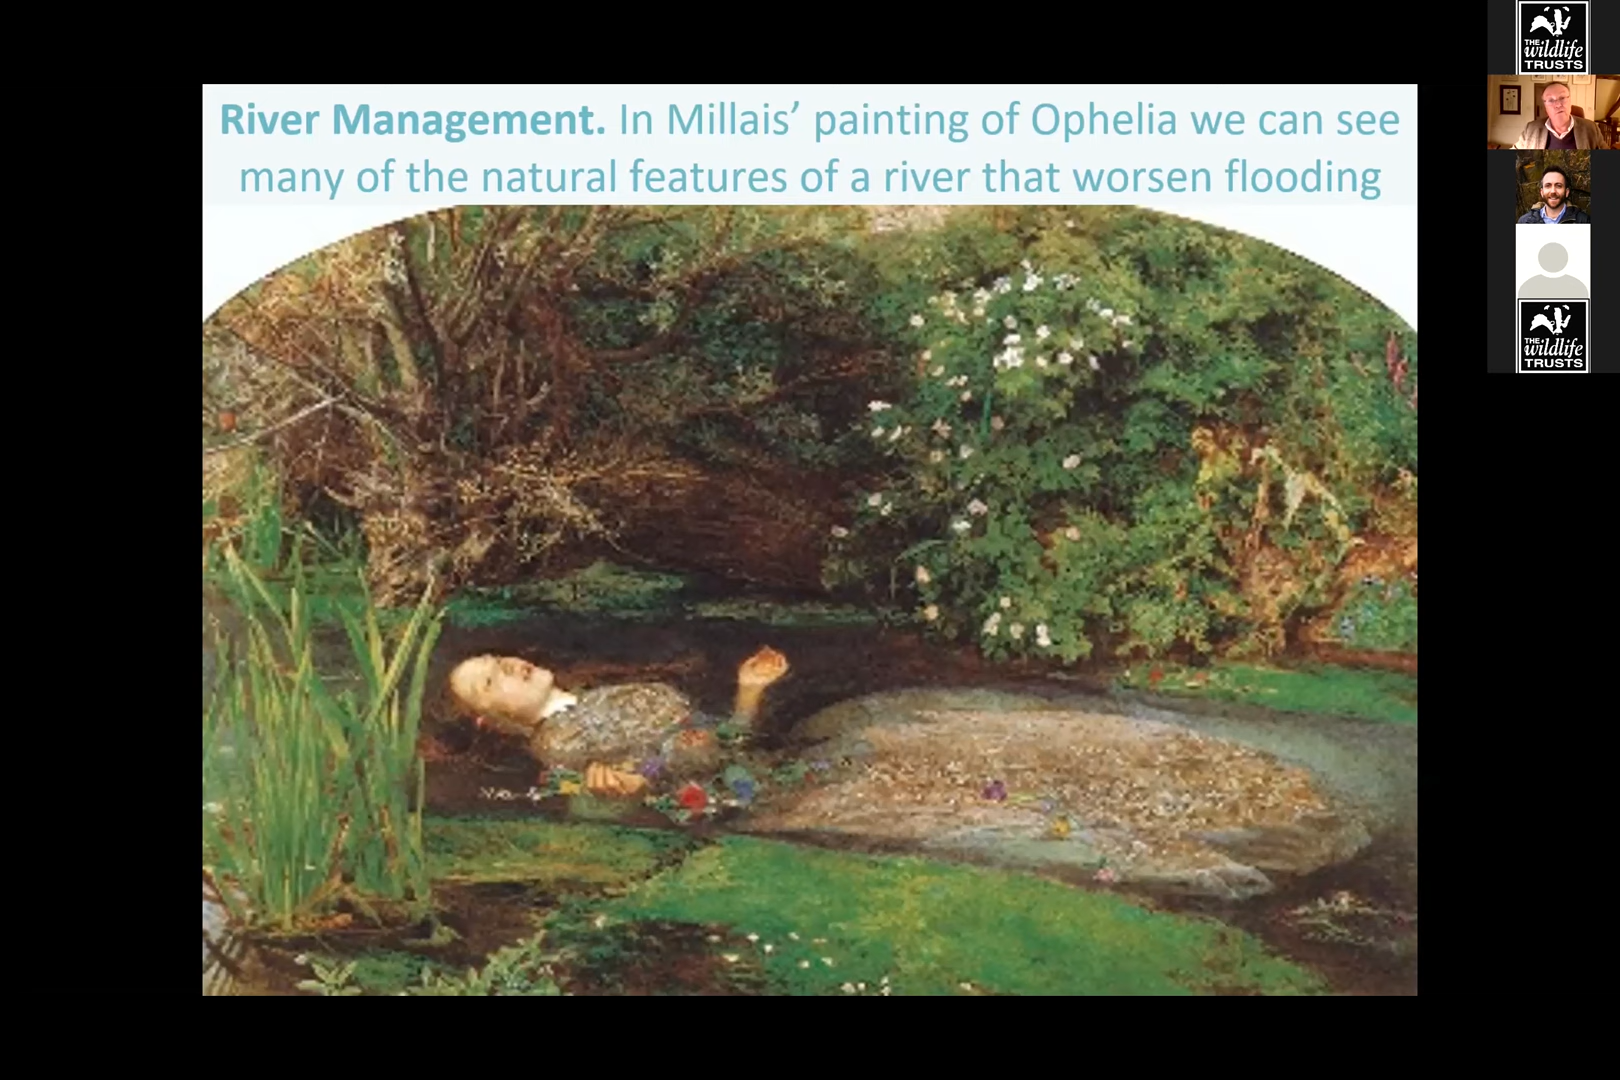 River Management. In Millais’ painting of Ophelia we can see
many of the natural features of a river that worsen flooding
THE
wildlife
TRUSTS
THE
wildlife
TRUSTS